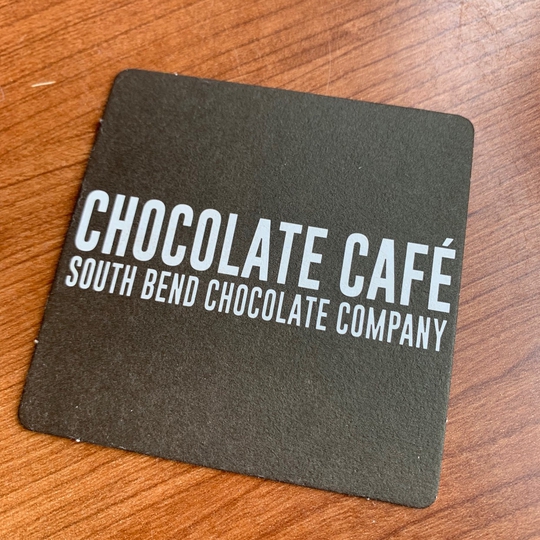 CHOCOLATE CAFÉ
SOUTH BEND CHOCOLATE COMPANY